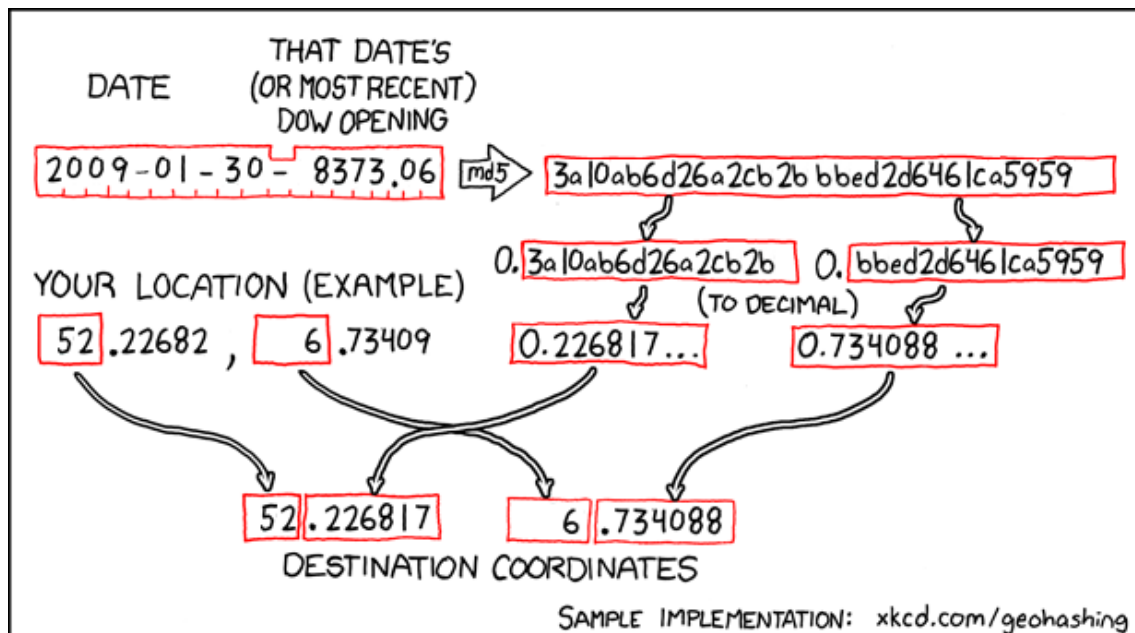 DATE
THAT DATE'S
(OR MOST RECENT)
DOW OPENING
2009-01-30-8373.06
md5
3a10ab6d26a2cb2b bbed2d6461ca5959
0.3a10ab6d26a2cb2b
0.bbed2d6461ca5959
YOUR LOCATION (EXAMPLE)
(TO DECIMAL)
52.22682, 6.73409
0.226817...
0.734088...
52.226817
6.734088
DESTINATION COORDINATES
SAMPLE IMPLEMENTATION: xkcd.com/geohashing